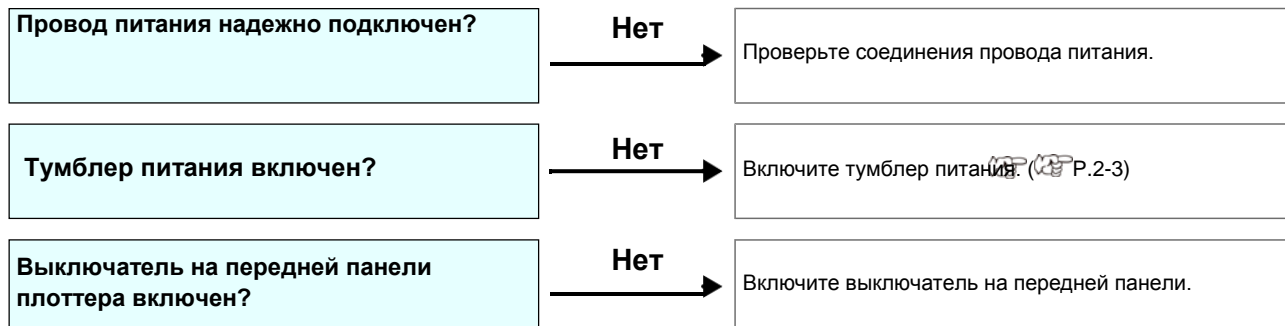 Провод питания надежно подключен?
Нет
Проверьте соединения провода питания.
Тумблер питания включен?
Нет
Включите тумблер питания. ( P.2-3)
Выключатель на передней панели
плоттера включен?
Нет
Включите выключатель на передней панели.